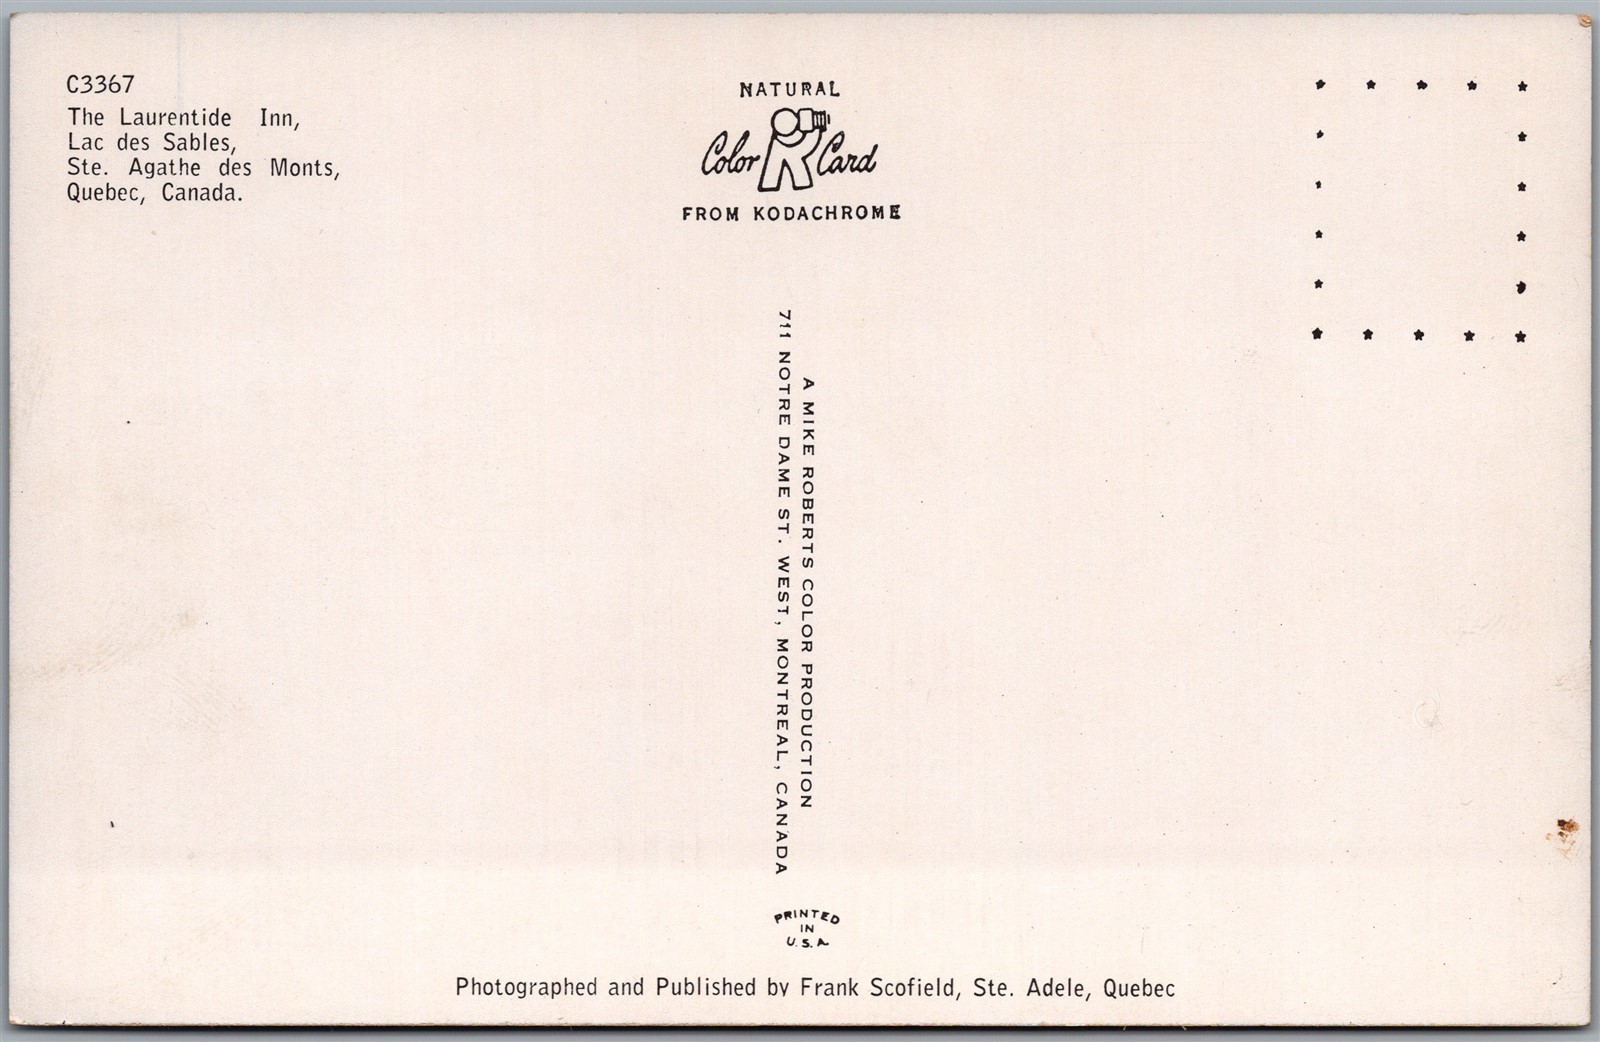 C3367
The Laurentide Inn,
Lac des Sables,
Ste. Agathe des Monts,
Quebec, Canada.
NATURAL
Color R Card
FROM KODACHROME
A MIKE ROBERTS COLOR PRODUCTION
711 NOTRE DAME ST. WEST, MONTREAL, CANADA
PRINTED
IN
U.S.A
Photographed and Published by Frank Scofield, Ste. Adele, Quebec